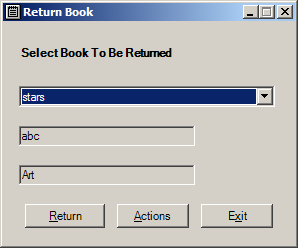 Return Book
Select Book To Be Returned
stars
abc
Art
Return Actions Exit